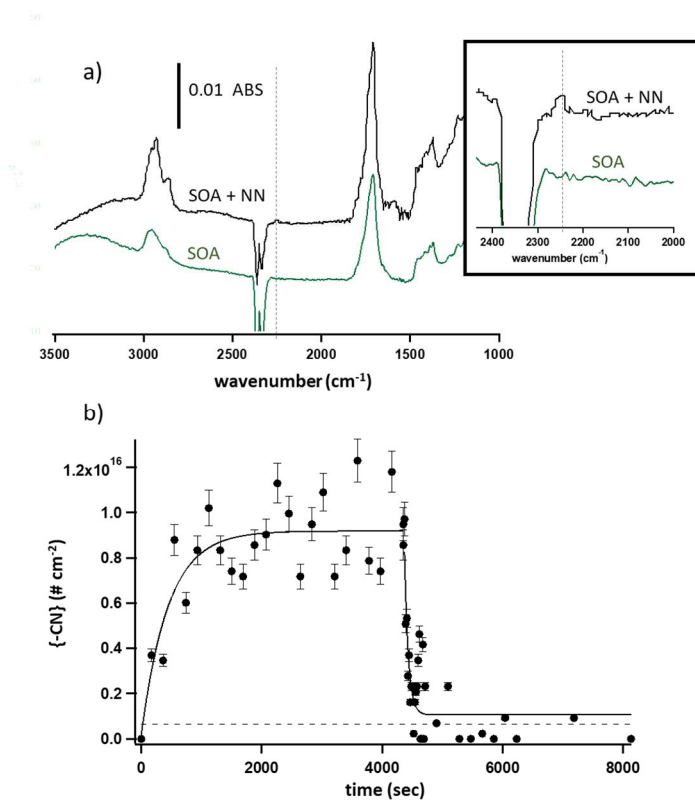 a)
0.01 ABS
SOA + NN
SOA
3500 3000 2500 2000 1500 1000
wavenumber (cm-1)
SOA + NN
SOA
2400 2300 2200 2100 2000
wavenumber (cm-1)
b)
1.2x10^16
1.0
0.8
0.6
0.4
0.2
0.0
{-CN} (# cm-2)
0 2000 4000 6000 8000
time (sec)